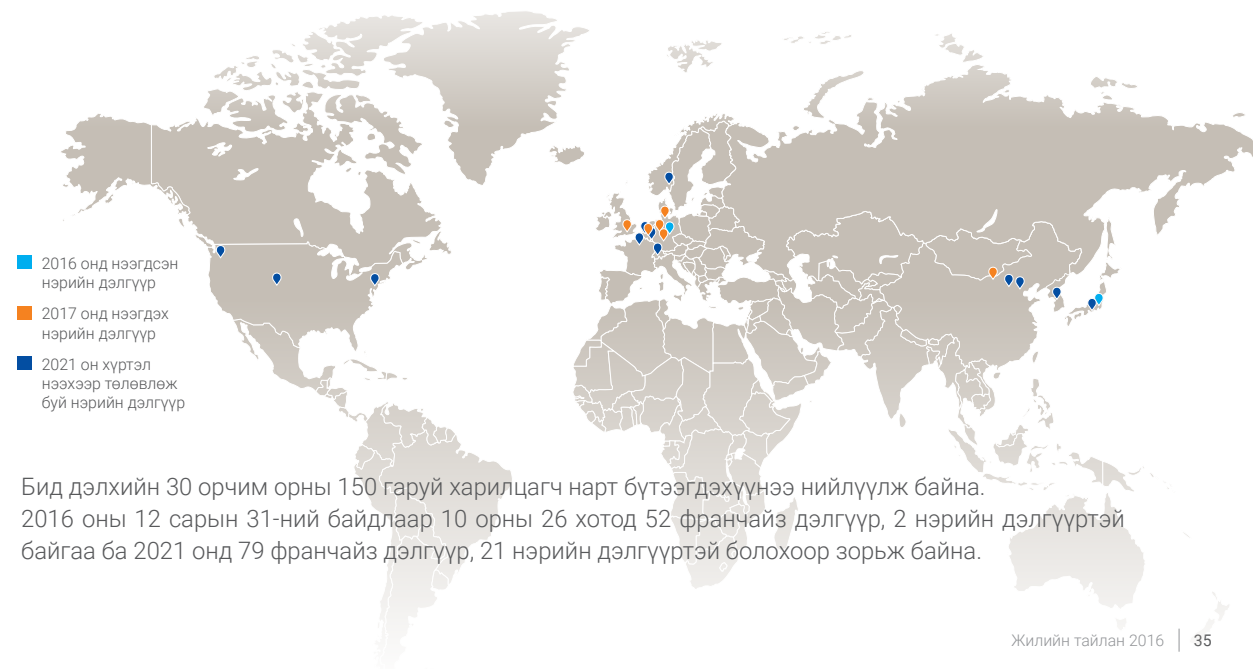 2016 онд нээгдсэн
нэрийн дэлгүүр
2017 онд нээгдэх
нэрийн дэлгүүр
2021 он хүртэл
нээхээр төлөвлөж
буй нэрийн дэлгүүр
Бид дэлхийн 30 орчим орны 150 гаруй харилцагч нарт бүтээгдэхүүнээ нийлүүлж байна.
2016 оны 12 сарын 31-ний байдлаар 10 орны 26 хотод 52 франчайз дэлгүүр, 2 нэрийн дэлгүүртэй
байгаа ба 2021 онд 79 франчайз дэлгүүр, 21 нэрийн дэлгүүртэй болохоор зорьж байна.
Жилийн тайлан 2016 | 35